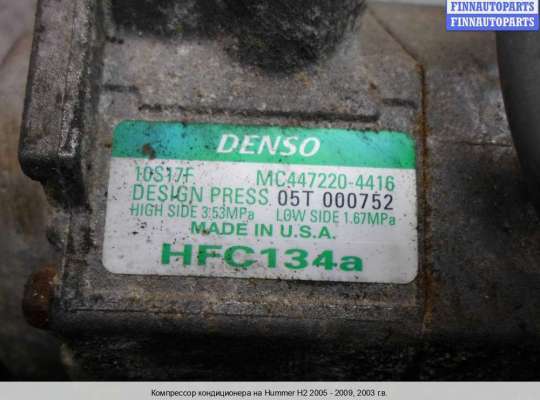 FINNAUTOPARTS
FINNAUTOPARTS
DENSO
10S17F MC447220-4416
DESIGN PRESS. 05T 000752
HIGH SIDE 3.53MPa LOW SIDE 1.67MPa
MADE IN U.S.A.
HFC134a
Компрессор кондиционера на Hummer H2 2005 - 2009, 2003 г.в.